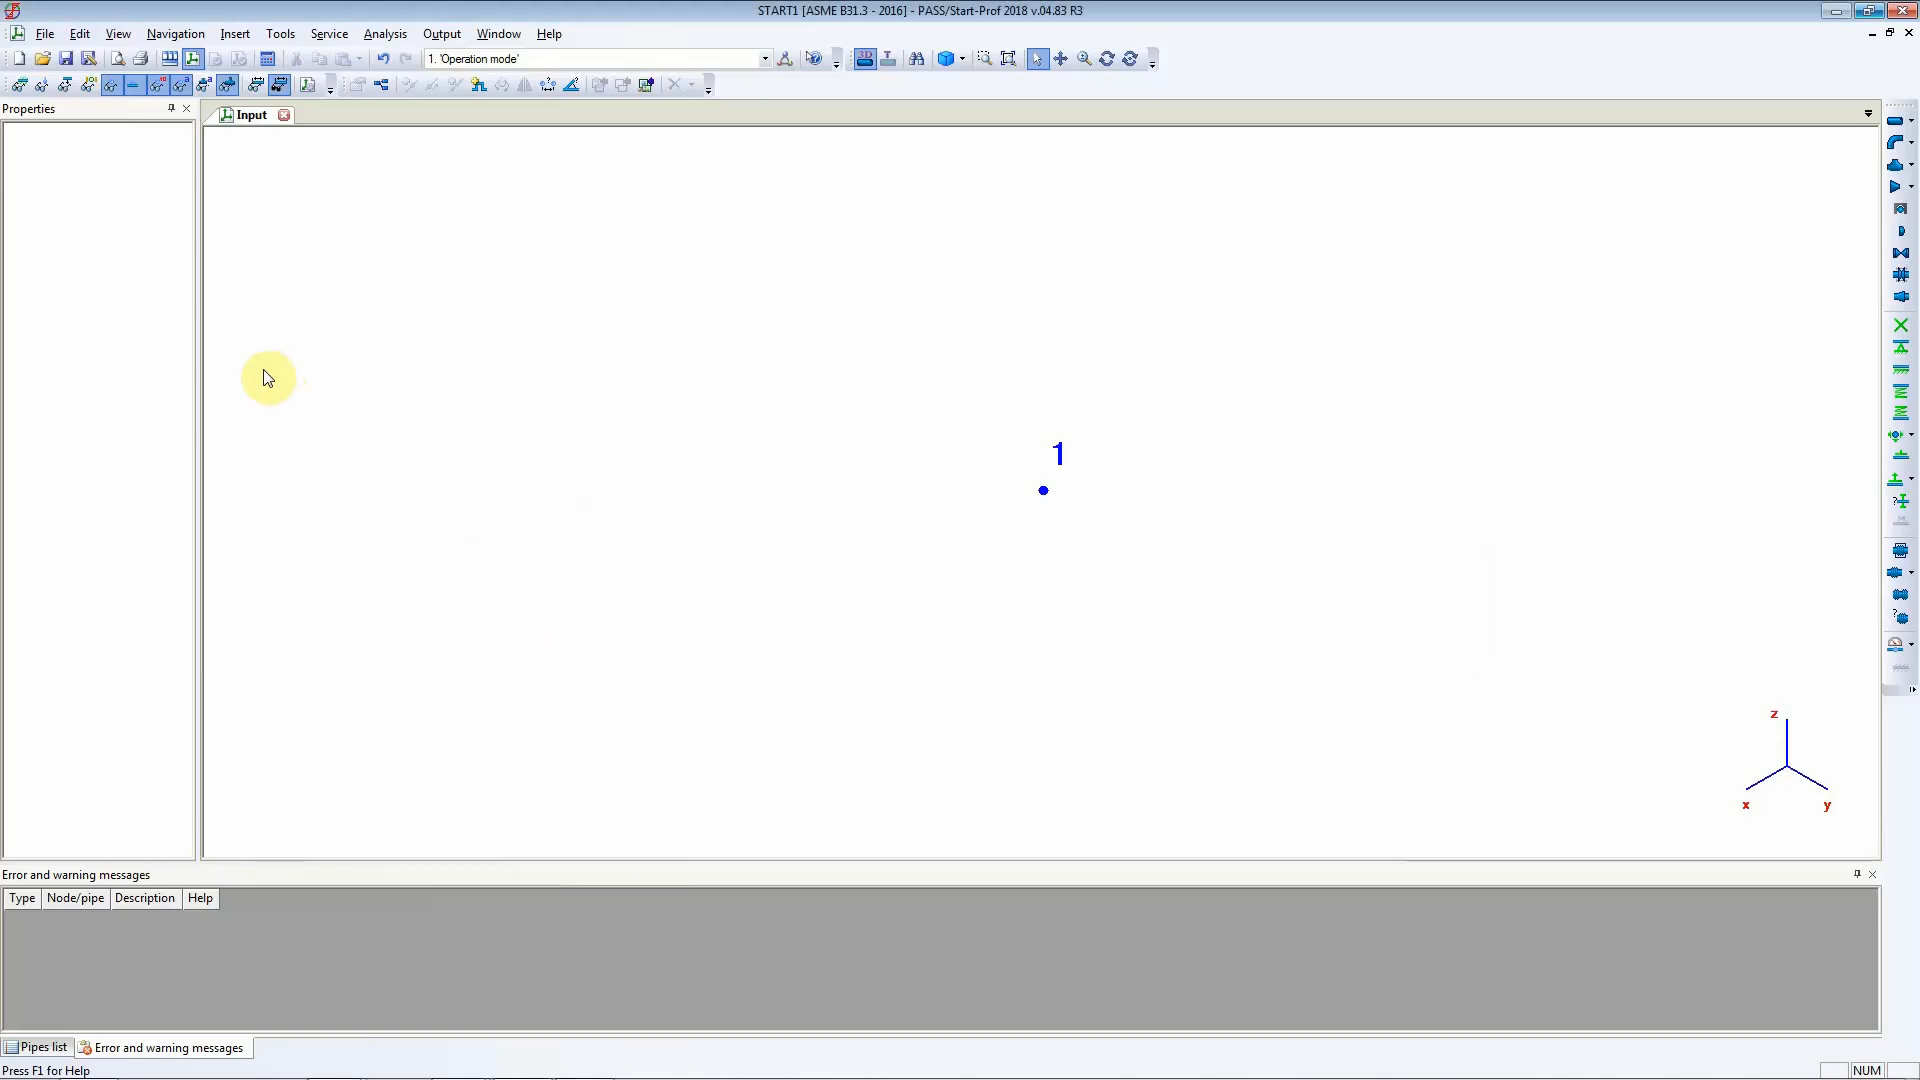 START1 [ASME B31.3 - 2016] - PASS/Start-Prof 2018 v.04.83 R3
File Edit View Navigation Insert Tools Service Analysis Output Window Help
1. 'Operation mode'
3D
Properties
Input
1
z
x
y
Error and warning messages
Type Node/pipe Description Help
Pipes list Error and warning messages
Press F1 for Help
NUM